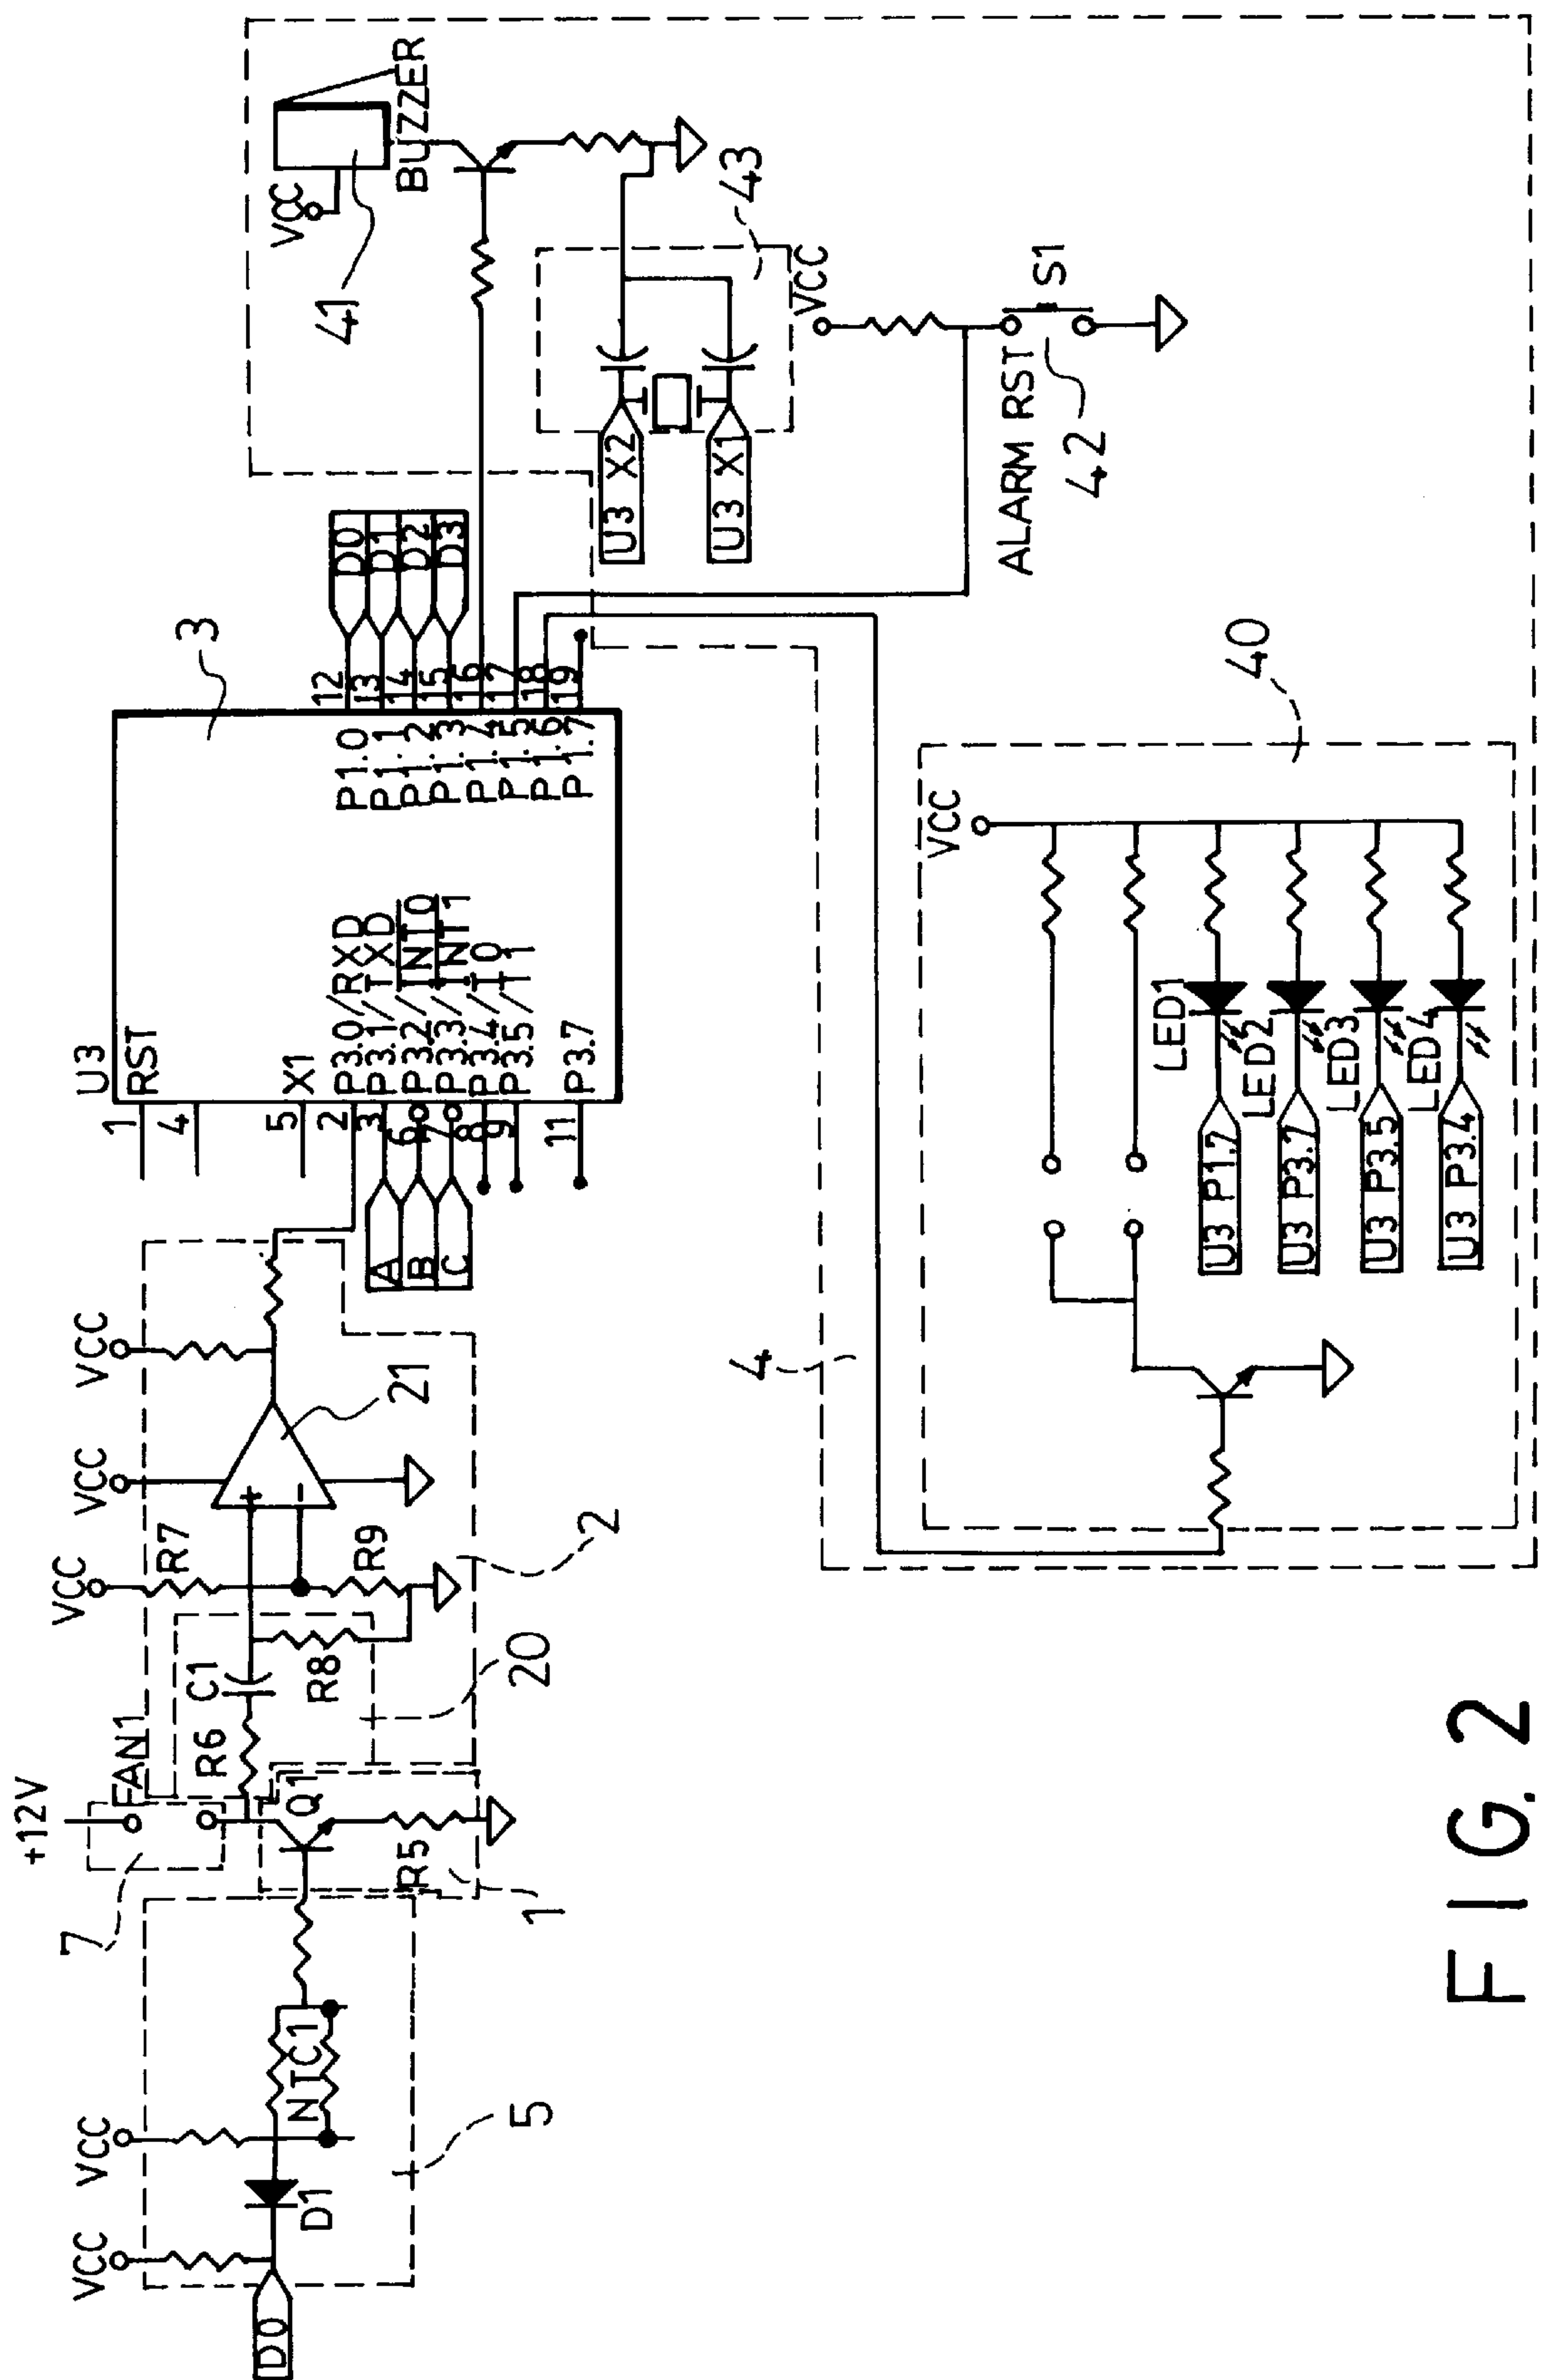 +12V
FAN1
7
VCC
VCC
D0
D1
NTC1
5
Q1
R5
1
R6
C1
R8
20
VCC
R7
R9
2
VCC
VCC
+
−
21
U3
3
RST
X1
P3.0/RXD
P3.1/TXD
P3.2/INT0
P3.3/INT1
P3.4/T0
P3.5/T1
P3.7
1
4
5
2
3
6
7
8
9
11
A
B
C
P1.0
P1.1
P1.2
P1.3
P1.4
P1.5
P1.6
P1.7
12
13
14
15
16
17
18
19
D0
D1
D2
D3
VCC
BUZZER
41
43
U3 X2
U3 X1
VCC
ALARM RST
S1
42
4
40
VCC
LED1
LED2
LED3
LED4
U3 P1.7
U3 P3.7
U3 P3.5
U3 P3.4
FIG. 2